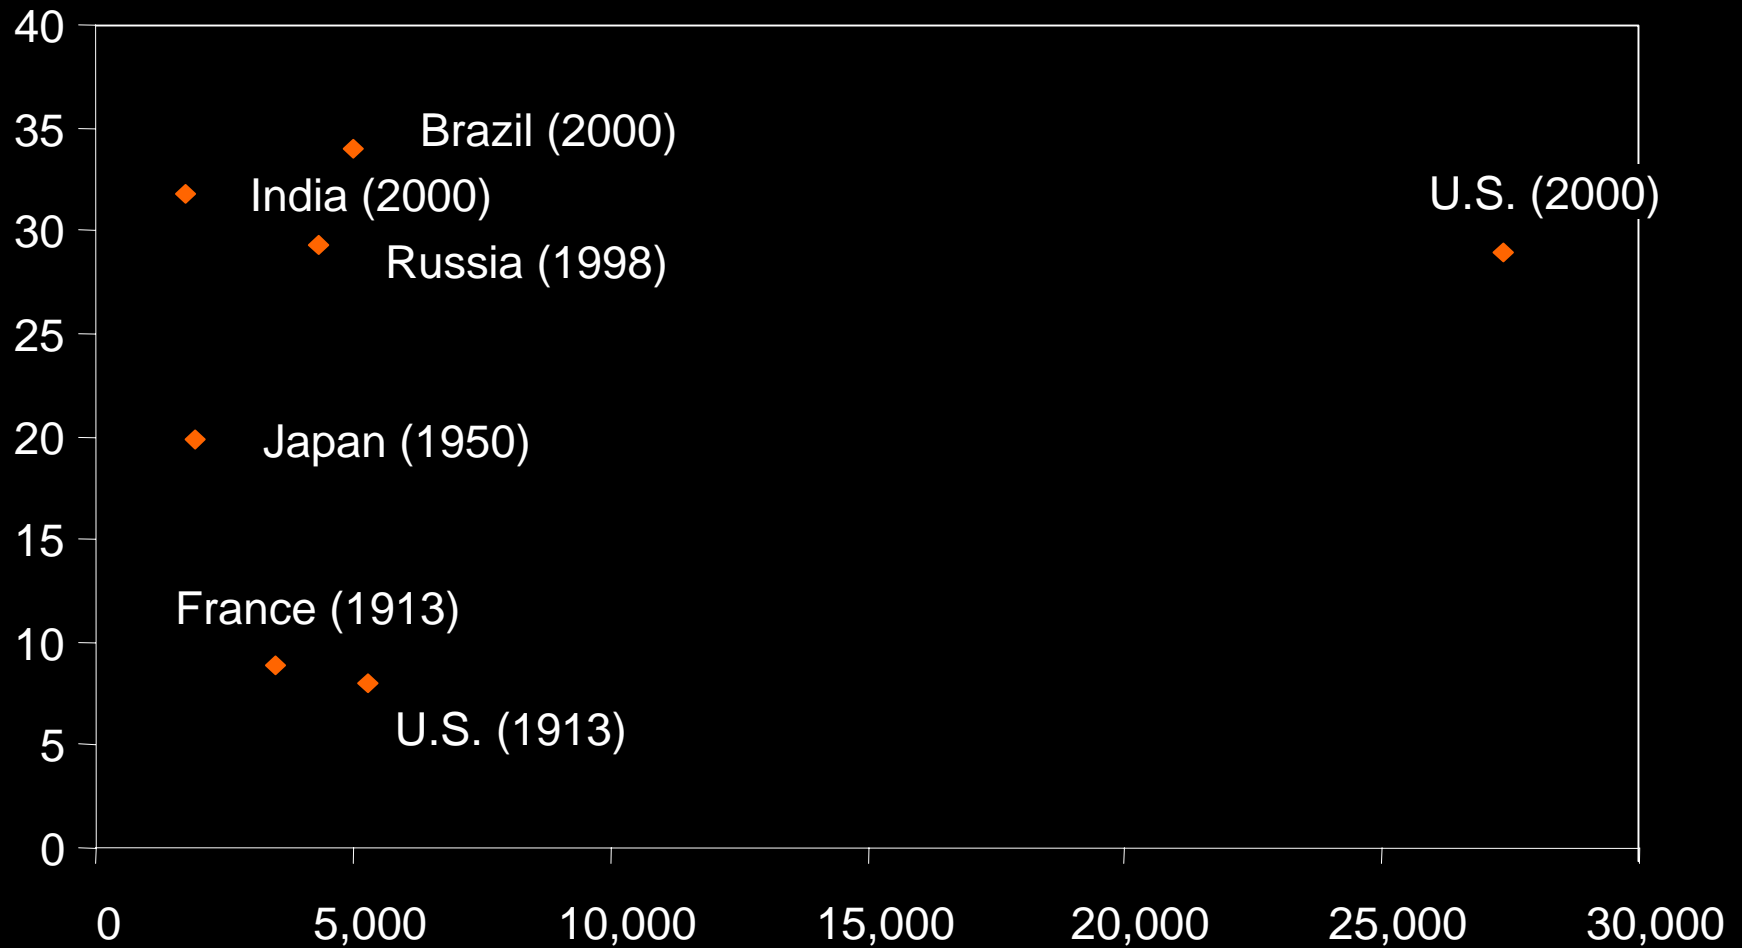 40
35
Brazil (2000)
India (2000)
U.S. (2000)
30
Russia (1998)
25
20
Japan (1950)
15
France (1913)
10
U.S. (1913)
5
0
0 5,000 10,000 15,000 20,000 25,000 30,000